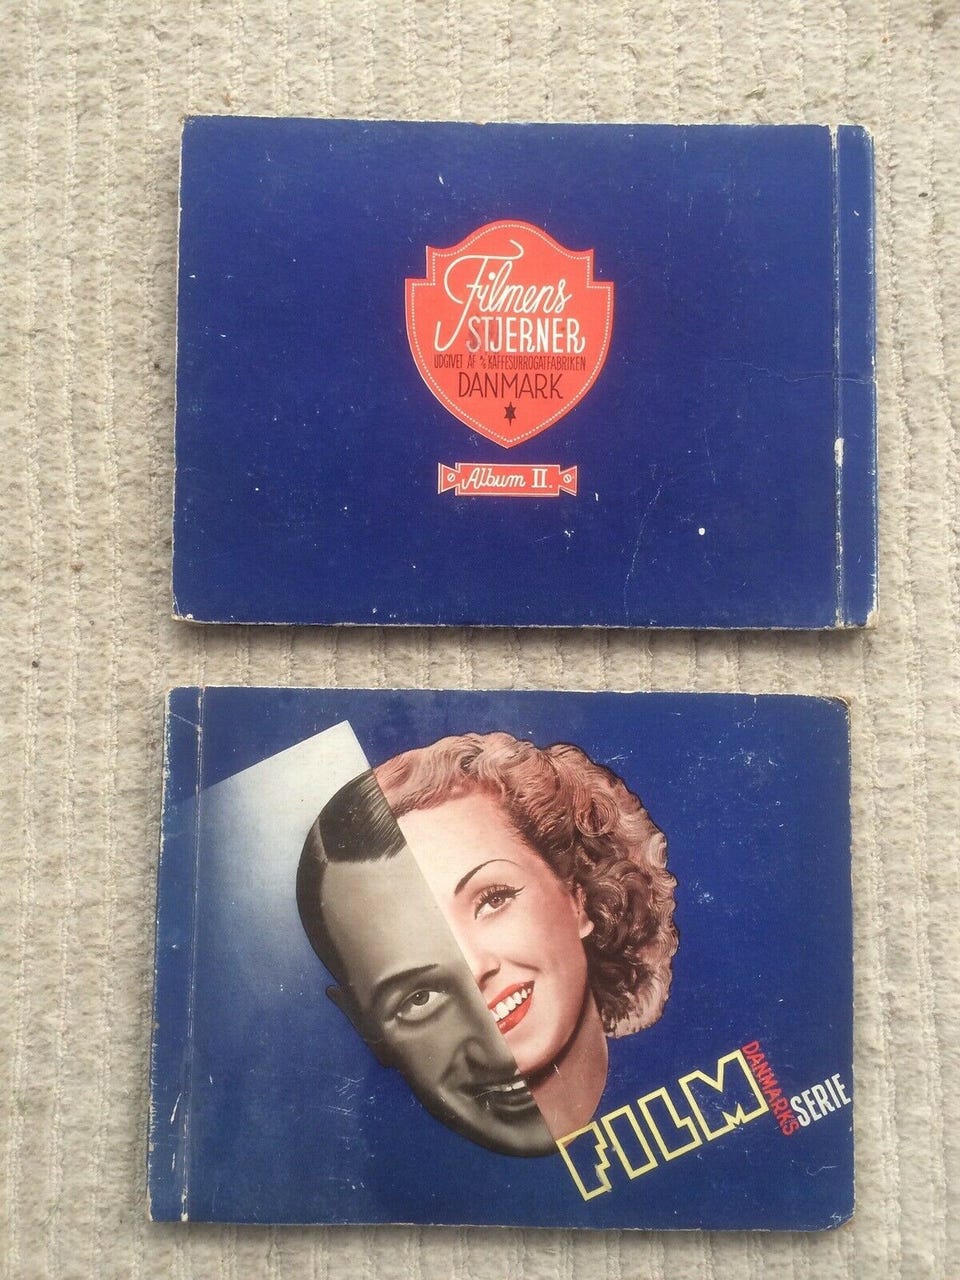 Filmens
STJERNER
UDGIVET AF A/S KAFFESURROGATFABRIKEN
DANMARK
Album II.
FILM
DANMARKS
SERIE